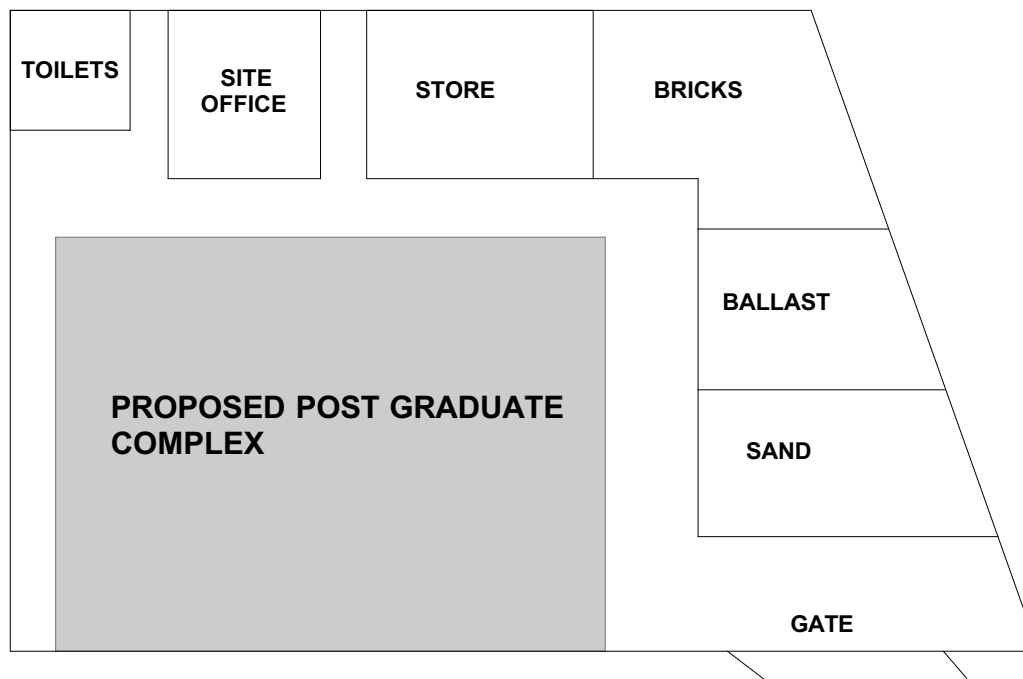 TOILETS
SITE
OFFICE
STORE
BRICKS
BALLAST
PROPOSED POST GRADUATE
COMPLEX
SAND
GATE